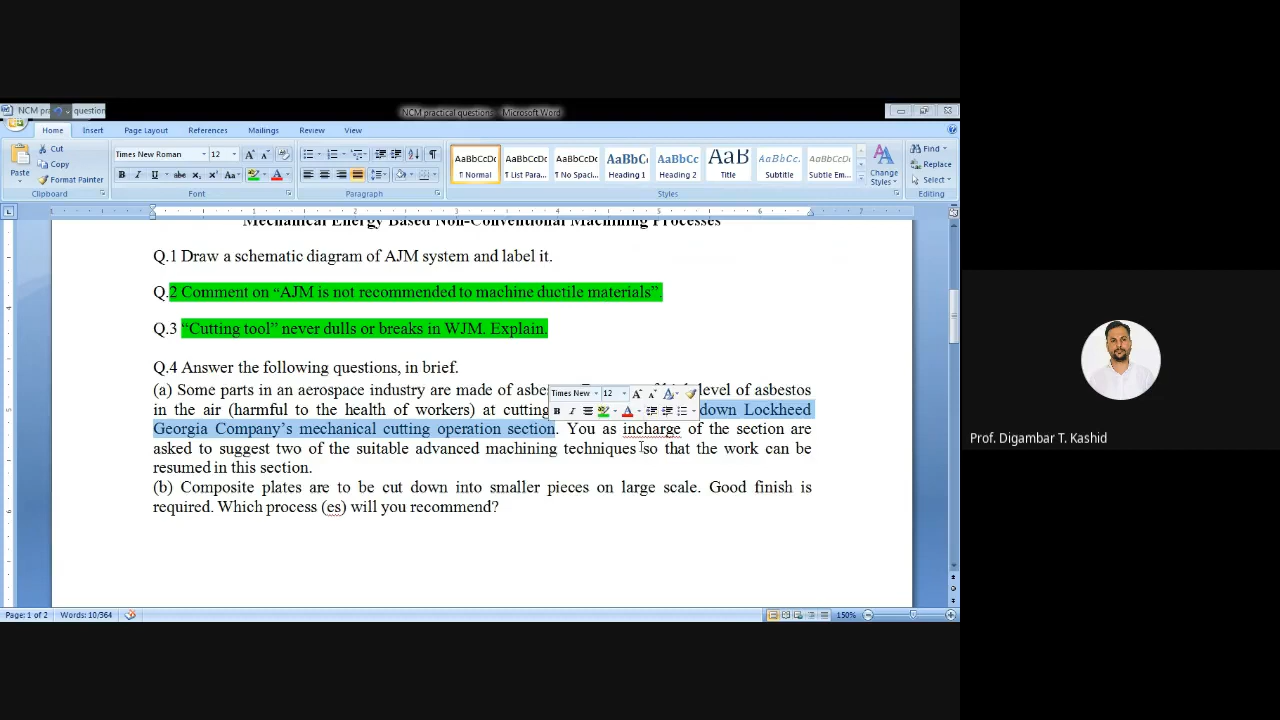 NCM pra questions
NCM practical questions - Microsoft Word
Home Insert Page Layout References Mailings Review View
Cut
Copy
Format Painter
Paste
Clipboard
Times New Roman 12
Font
Paragraph
AaBbCcDc AaBbCcDc AaBbCcDc AaBbC AaBbCc AaB AaBbCc. AaBbCcDc
¶ Normal ¶ List Para... ¶ No Spaci... Heading 1 Heading 2 Title Subtitle Subtle Em...
Change Styles
Styles
Find
Replace
Select
Editing
Mechanical Energy Based Non-Conventional Machining Processes
Q.1 Draw a schematic diagram of AJM system and label it.
Q.2 Comment on “AJM is not recommended to machine ductile materials”.
Q.3 “Cutting tool” never dulls or breaks in WJM. Explain.
Q.4 Answer the following questions, in brief.
(a) Some parts in an aerospace industry are made of level of asbestos
in the air (harmful to the health of workers) at cutting down Lockheed
Georgia Company’s mechanical cutting operation section. You as incharge of the section are
asked to suggest two of the suitable advanced machining techniques so that the work can be
resumed in this section.
(b) Composite plates are to be cut down into smaller pieces on large scale. Good finish is
required. Which process (es) will you recommend?
Times New 12
Page: 1 of 2 Words: 10/364 150%
Prof. Digambar T. Kashid